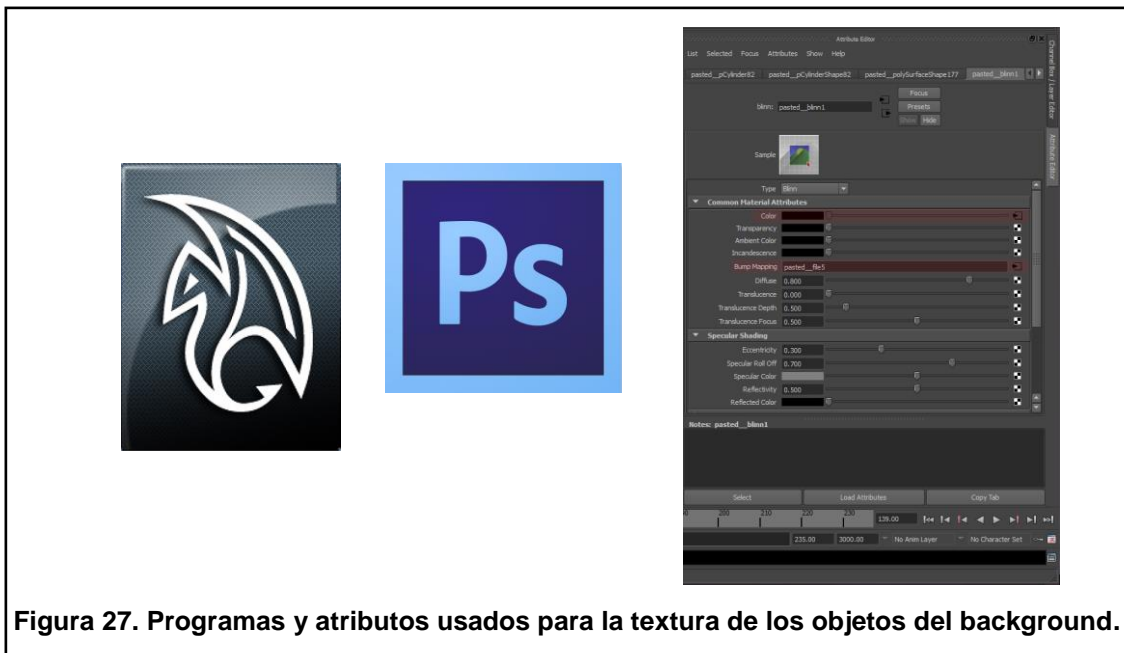 Ps
Attribute Editor
List Selected Focus Attributes Show Help
pasted__pCylinder82 pasted__pCylinderShape82 pasted__polySurfaceShape177 pasted__blinn1
Focus
blinn: pasted__blinn1
Presets
Show Hide
Sample
Type Blinn
Common Material Attributes
Color
Transparency
Ambient Color
Incandescence
Bump Mapping pasted__file5
Diffuse 0.800
Translucence 0.000
Translucence Depth 0.500
Translucence Focus 0.500
Specular Shading
Eccentricity 0.300
Specular Roll Off 0.700
Specular Color
Reflectivity 0.500
Reflected Color
Notes: pasted__blinn1
Select Load Attributes Copy Tab
200 210 220 230 139.00
235.00 3000.00 No Anim Layer No Character Set
Channel Box / Layer Editor
Attribute Editor
Figura 27. Programas y atributos usados para la textura de los objetos del background.